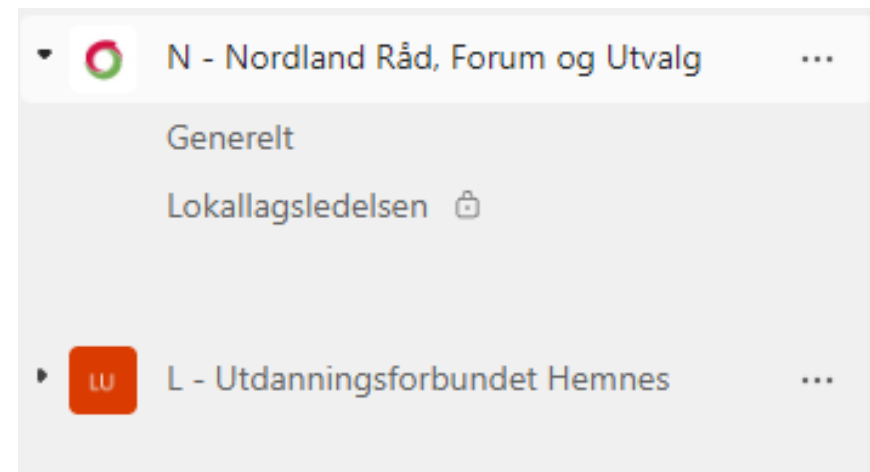 N - Nordland Råd, Forum og Utvalg ...
Generelt
Lokallagsledelsen
LU L - Utdanningsforbundet Hemnes ...